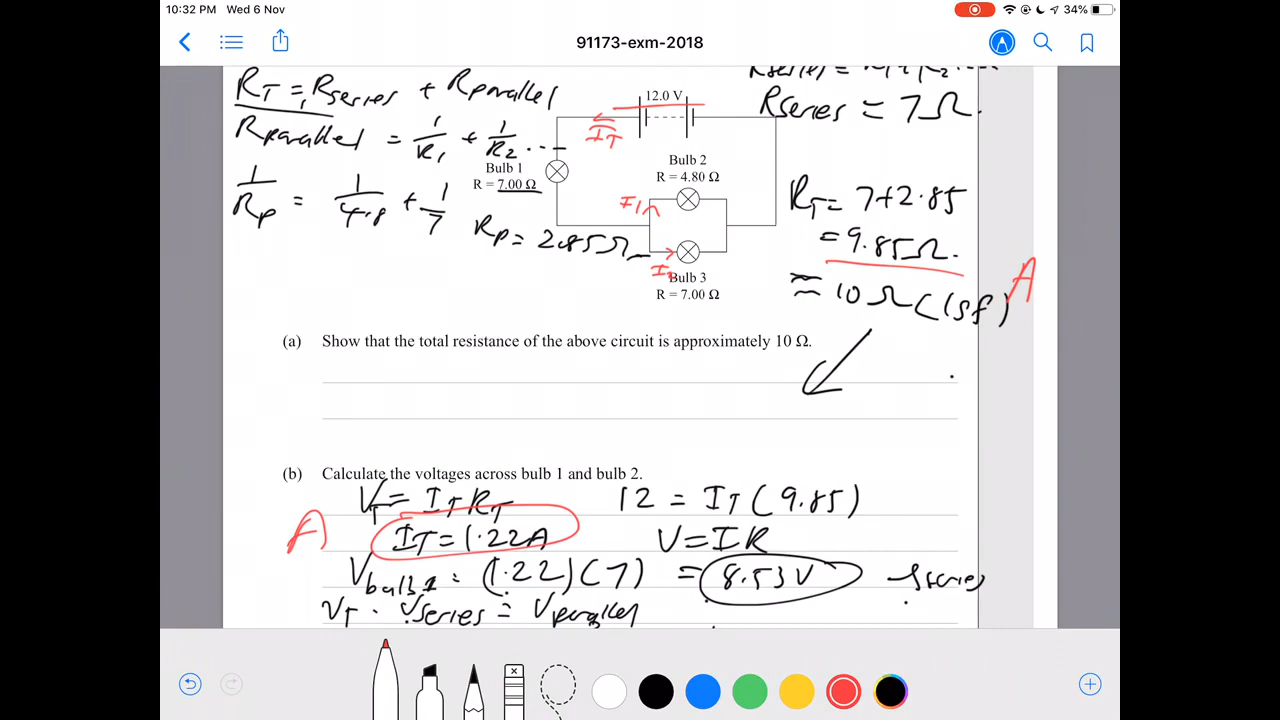 10:32 PM Wed 6 Nov
34%
91173-exm-2018
RT = Rseries + Rparallel
Rparallel = 1/R1 + 1/R2 ...
1/Rp = 1/4.8 + 1/7
Rp = 2.85Ω
12.0 V
IT
Bulb 1
R = 7.00 Ω
Bulb 2
R = 4.80 Ω
I1
Bulb 3
R = 7.00 Ω
Rseries = 7Ω.
RT = 7+2.85
= 9.85Ω.
≈ 10 Ω (1sf)
A
(a) Show that the total resistance of the above circuit is approximately 10 Ω.
(b) Calculate the voltages across bulb 1 and bulb 2.
VT = IT RT
12 = IT (9.85)
A
IT = 1.22A
V = IR
Vbulb1 = (1.22)(7) = 8.53V
series
VT - Vseries = Vparallel